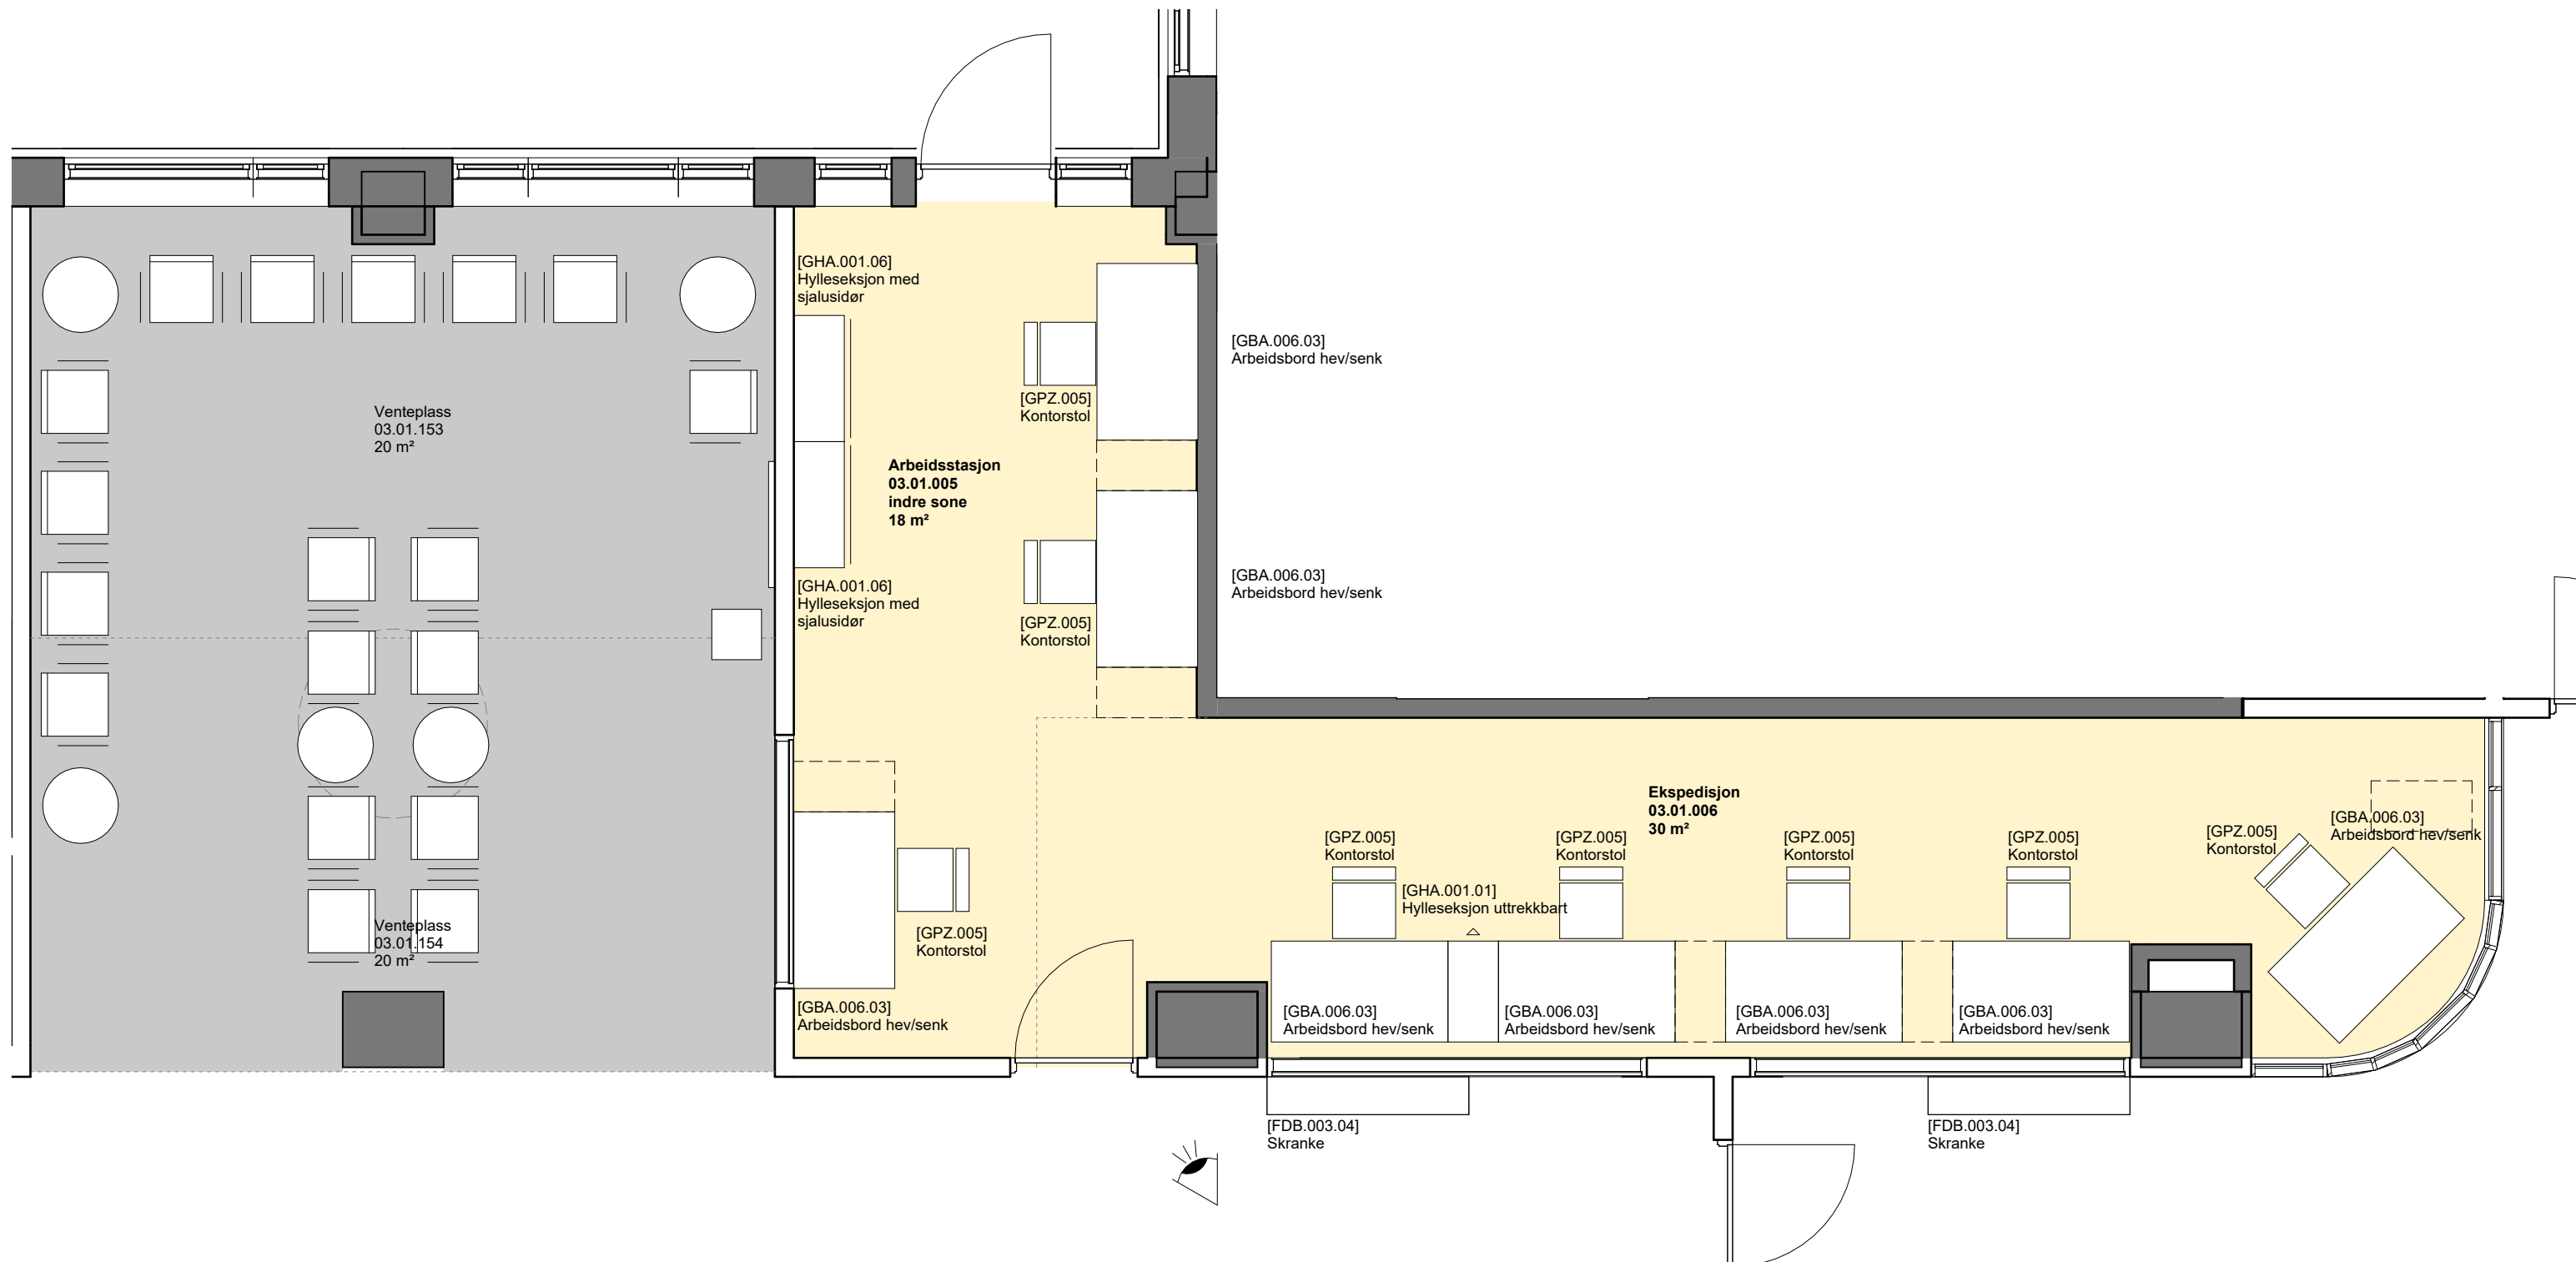 [GHA.001.06]
Hylleseksjon med
sjalusidør
[GBA.006.03]
Arbeidsbord hev/senk
[GPZ.005]
Kontorstol
Venteplass
03.01.153
20 m²
Arbeidsstasjon
03.01.005
indre sone
18 m²
[GBA.006.03]
Arbeidsbord hev/senk
[GHA.001.06]
Hylleseksjon med
sjalusidør
[GPZ.005]
Kontorstol
Ekspedisjon
03.01.006
30 m²
[GBA.006.03]
Arbeidsbord hev/senk
[GPZ.005]
Kontorstol
[GPZ.005]
Kontorstol
[GPZ.005]
Kontorstol
[GPZ.005]
Kontorstol
[GPZ.005]
Kontorstol
[GHA.001.01]
Hylleseksjon uttrekkbart
Venteplass
03.01.154
20 m²
[GPZ.005]
Kontorstol
[GBA.006.03]
Arbeidsbord hev/senk
[GBA.006.03]
Arbeidsbord hev/senk
[GBA.006.03]
Arbeidsbord hev/senk
[GBA.006.03]
Arbeidsbord hev/senk
[GBA.006.03]
Arbeidsbord hev/senk
[FDB.003.04]
Skranke
[FDB.003.04]
Skranke